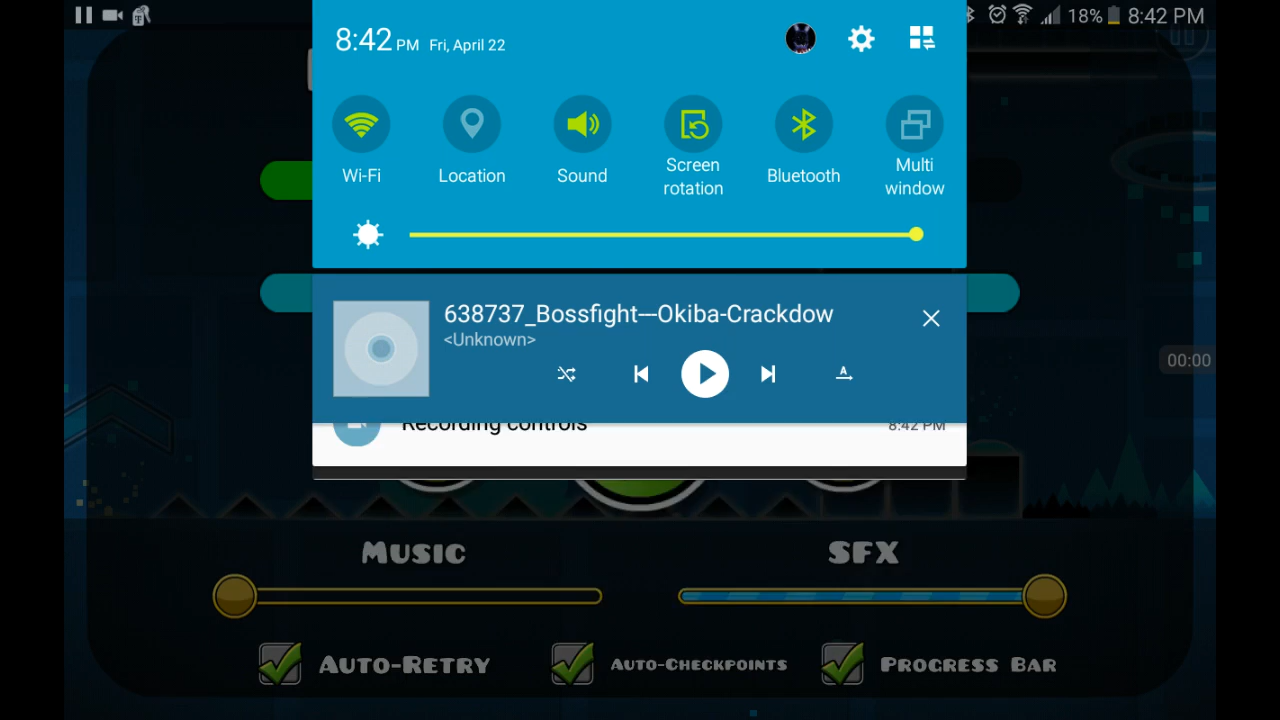 18% 8:42 PM
8:42 PM Fri, April 22
Wi-Fi
Location
Sound
Screen
rotation
Bluetooth
Multi
window
638737_Bossfight---Okiba-Crackdow
<Unknown>
A
00:00
Recording controls 8:42 PM
Music SFX
Auto-Retry Auto-Checkpoints Progress Bar